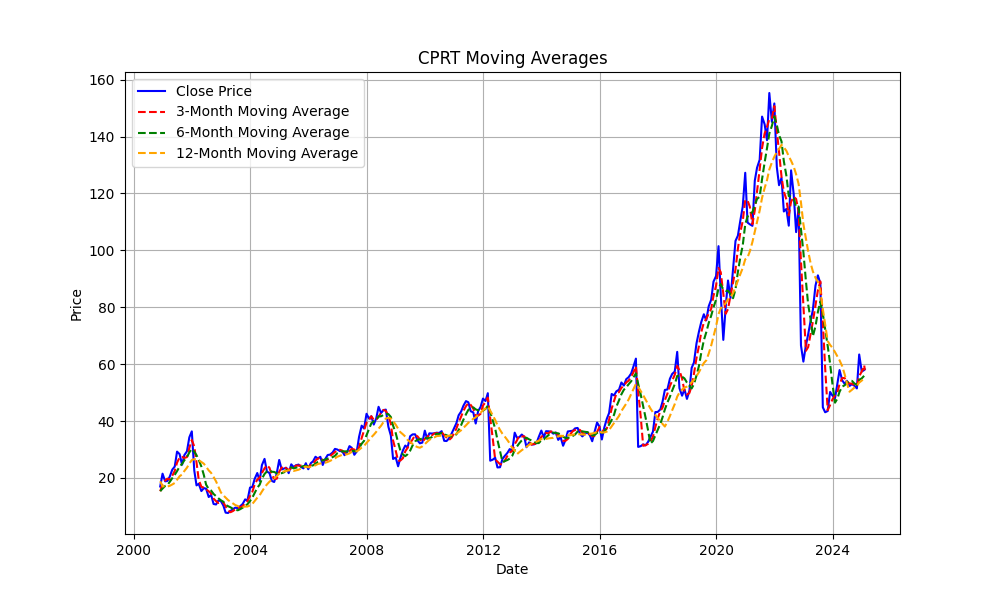 CPRT Moving Averages
Close Price
3-Month Moving Average
6-Month Moving Average
12-Month Moving Average
160
140
120
100
80
60
40
20
Price
2000 2004 2008 2012 2016 2020 2024
Date